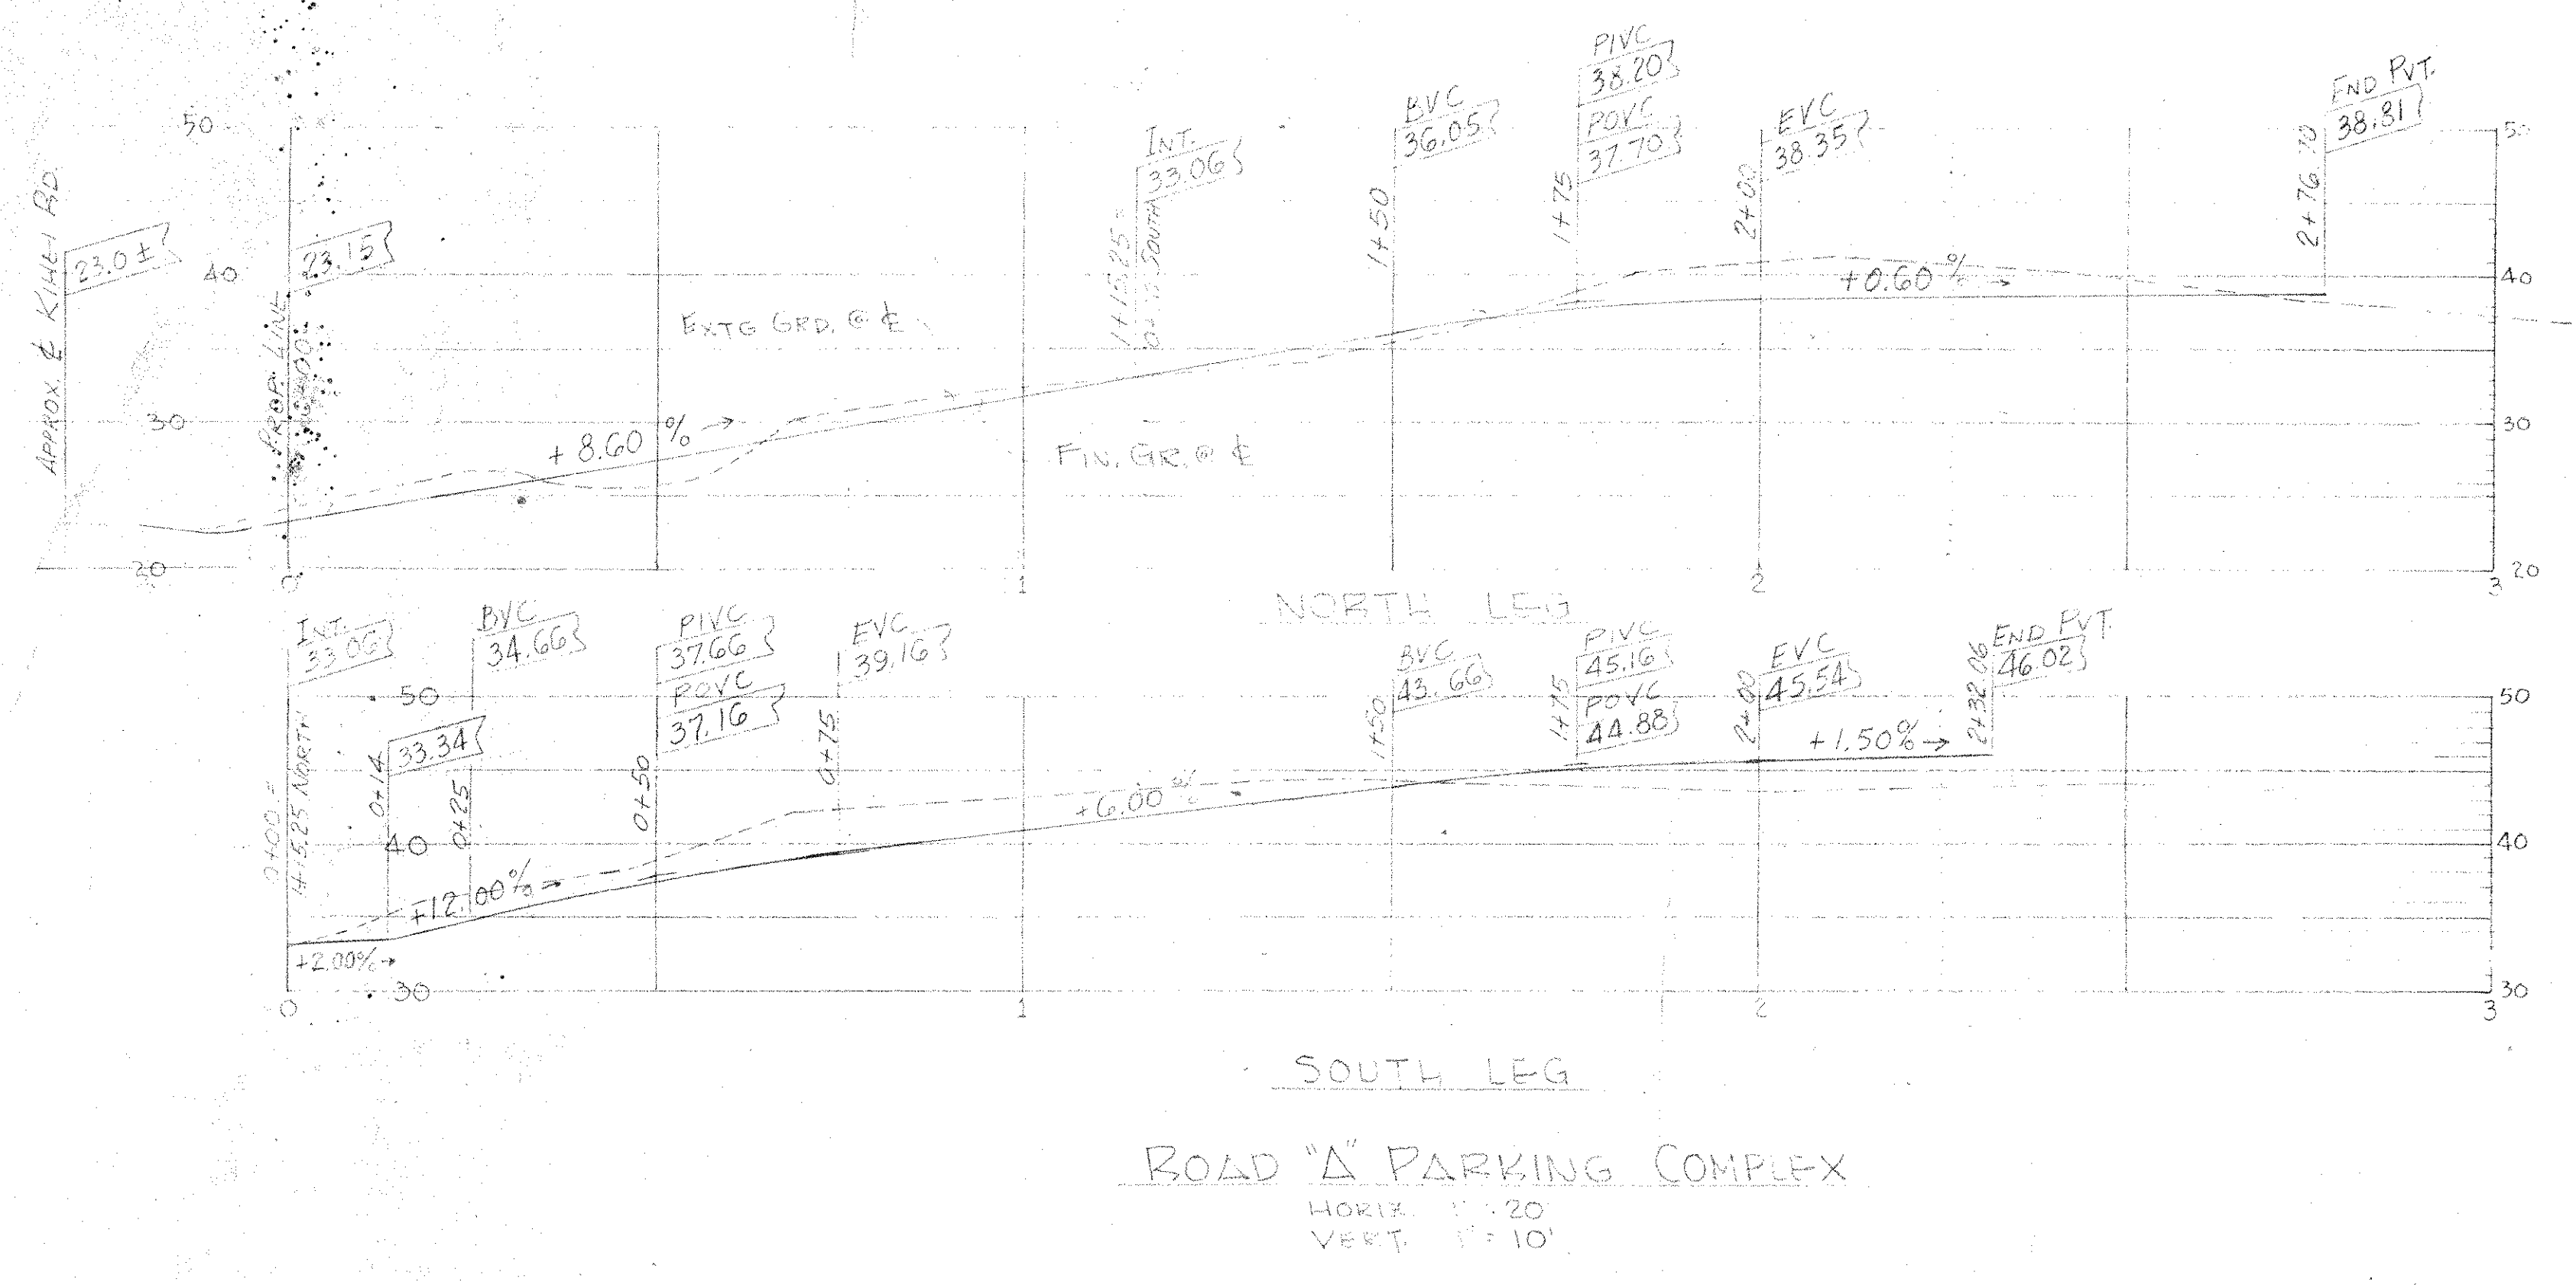 APPROX. ℄ KIHEI RD.
23.0±
50
40
30
20
PROP. LINE
23.15
EXTG GRD. @ ℄
+8.60%→
FIN. GR. @ ℄
INT.
33.06
1+15.25=
SOUTH
BVC
36.05
1+50
PIVC
38.20
POVC
37.70
1+75
EVC
38.35
2+00
+0.60%→
END PVT.
38.31
2+76.70
50
40
30
20
0
1
2
3
NORTH LEG
INT.
33.06
0+00=
1+15.25 NORTH
50
40
30
33.34
0+14
BVC
34.66
0+25
PIVC
37.66
POVC
37.16
0+50
EVC
39.16
0+75
+2.00%→
+12.00%→
+6.00%
BVC
43.66
1+50
PIVC
45.16
POVC
44.88
1+75
EVC
45.54
2+00
+1.50%→
END PVT.
46.02
2+32.06
50
40
30
0
1
2
3
SOUTH LEG
ROAD "A" PARKING COMPLEX
HORIZ. 1"=20'
VERT. 1"=10'